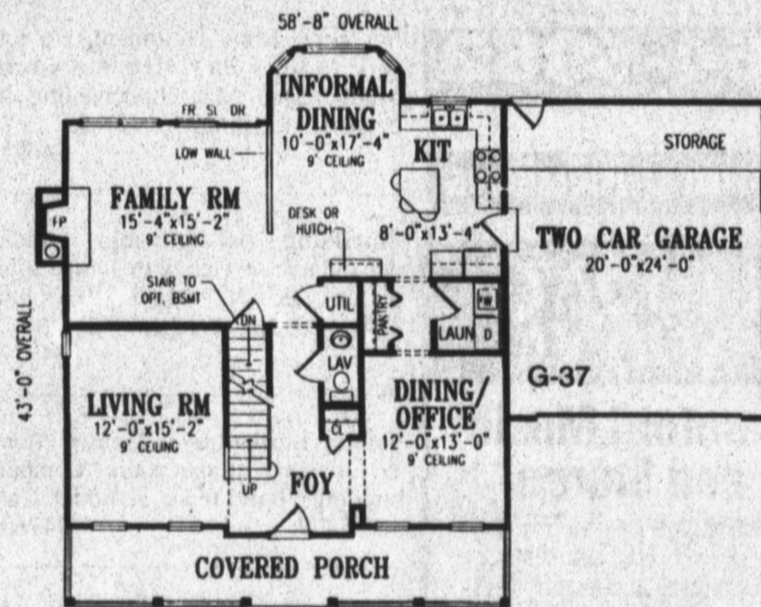 58'-8" OVERALL
INFORMAL
DINING
10'-0"x17'-4"
9' CEILING
FR SL DR
LOW WALL
KIT
STORAGE
FAMILY RM
15'-4"x15'-2"
9' CEILING
FP
DESK OR
HUTCH
8'-0"x13'-4"
TWO CAR GARAGE
20'-0"x24'-0"
STAIR TO
OPT. BSMT
DN
UTIL
PANTRY
LAUN
W
D
43'-0" OVERALL
LAV
G-37
LIVING RM
12'-0"x15'-2"
9' CEILING
DINING/
OFFICE
12'-0"x13'-0"
9' CEILING
CL
UP
FOY
COVERED PORCH